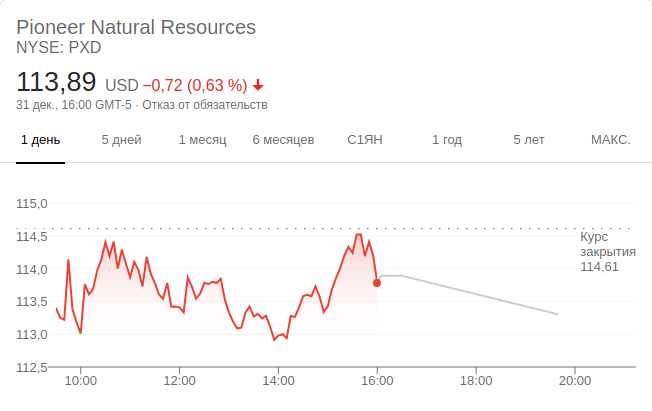 Pioneer Natural Resources
NYSE: PXD
113,89 USD −0,72 (0,63 %)
31 дек., 16:00 GMT-5 · Отказ от обязательств
1 день 5 дней 1 месяц 6 месяцев С1ЯН 1 год 5 лет МАКС.
115,0
114,5
114,0
113,5
113,0
112,5
Курс
закрытия
114,61
10:00 12:00 14:00 16:00 18:00 20:00